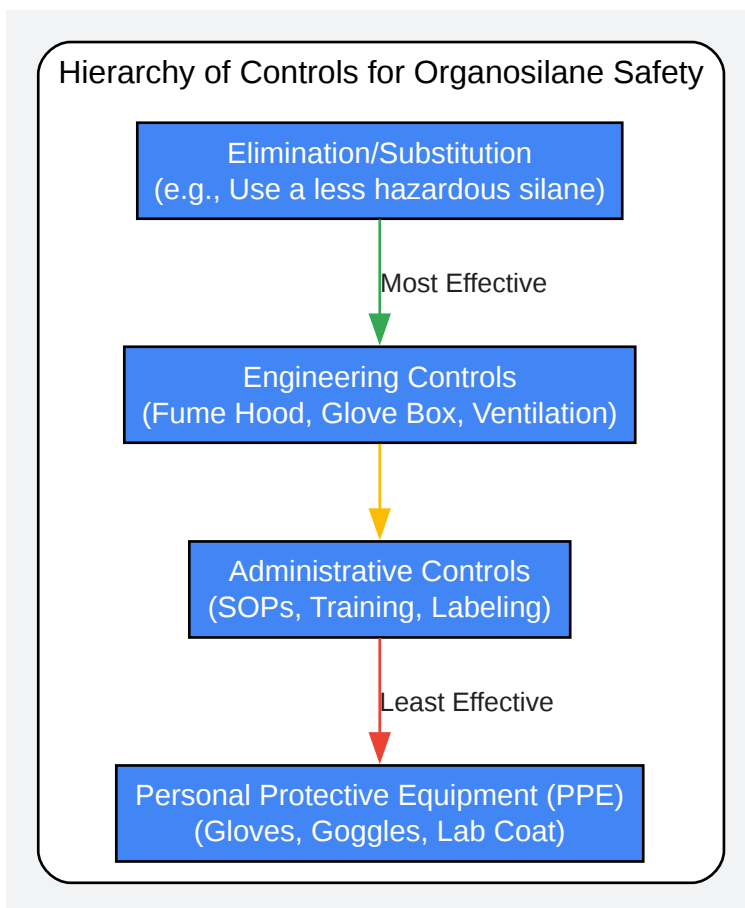 Hierarchy of Controls for Organosilane Safety
Elimination/Substitution
(e.g., Use a less hazardous silane)
Most Effective
Engineering Controls
(Fume Hood, Glove Box, Ventilation)
Administrative Controls
(SOPs, Training, Labeling)
Least Effective
Personal Protective Equipment (PPE)
(Gloves, Goggles, Lab Coat)